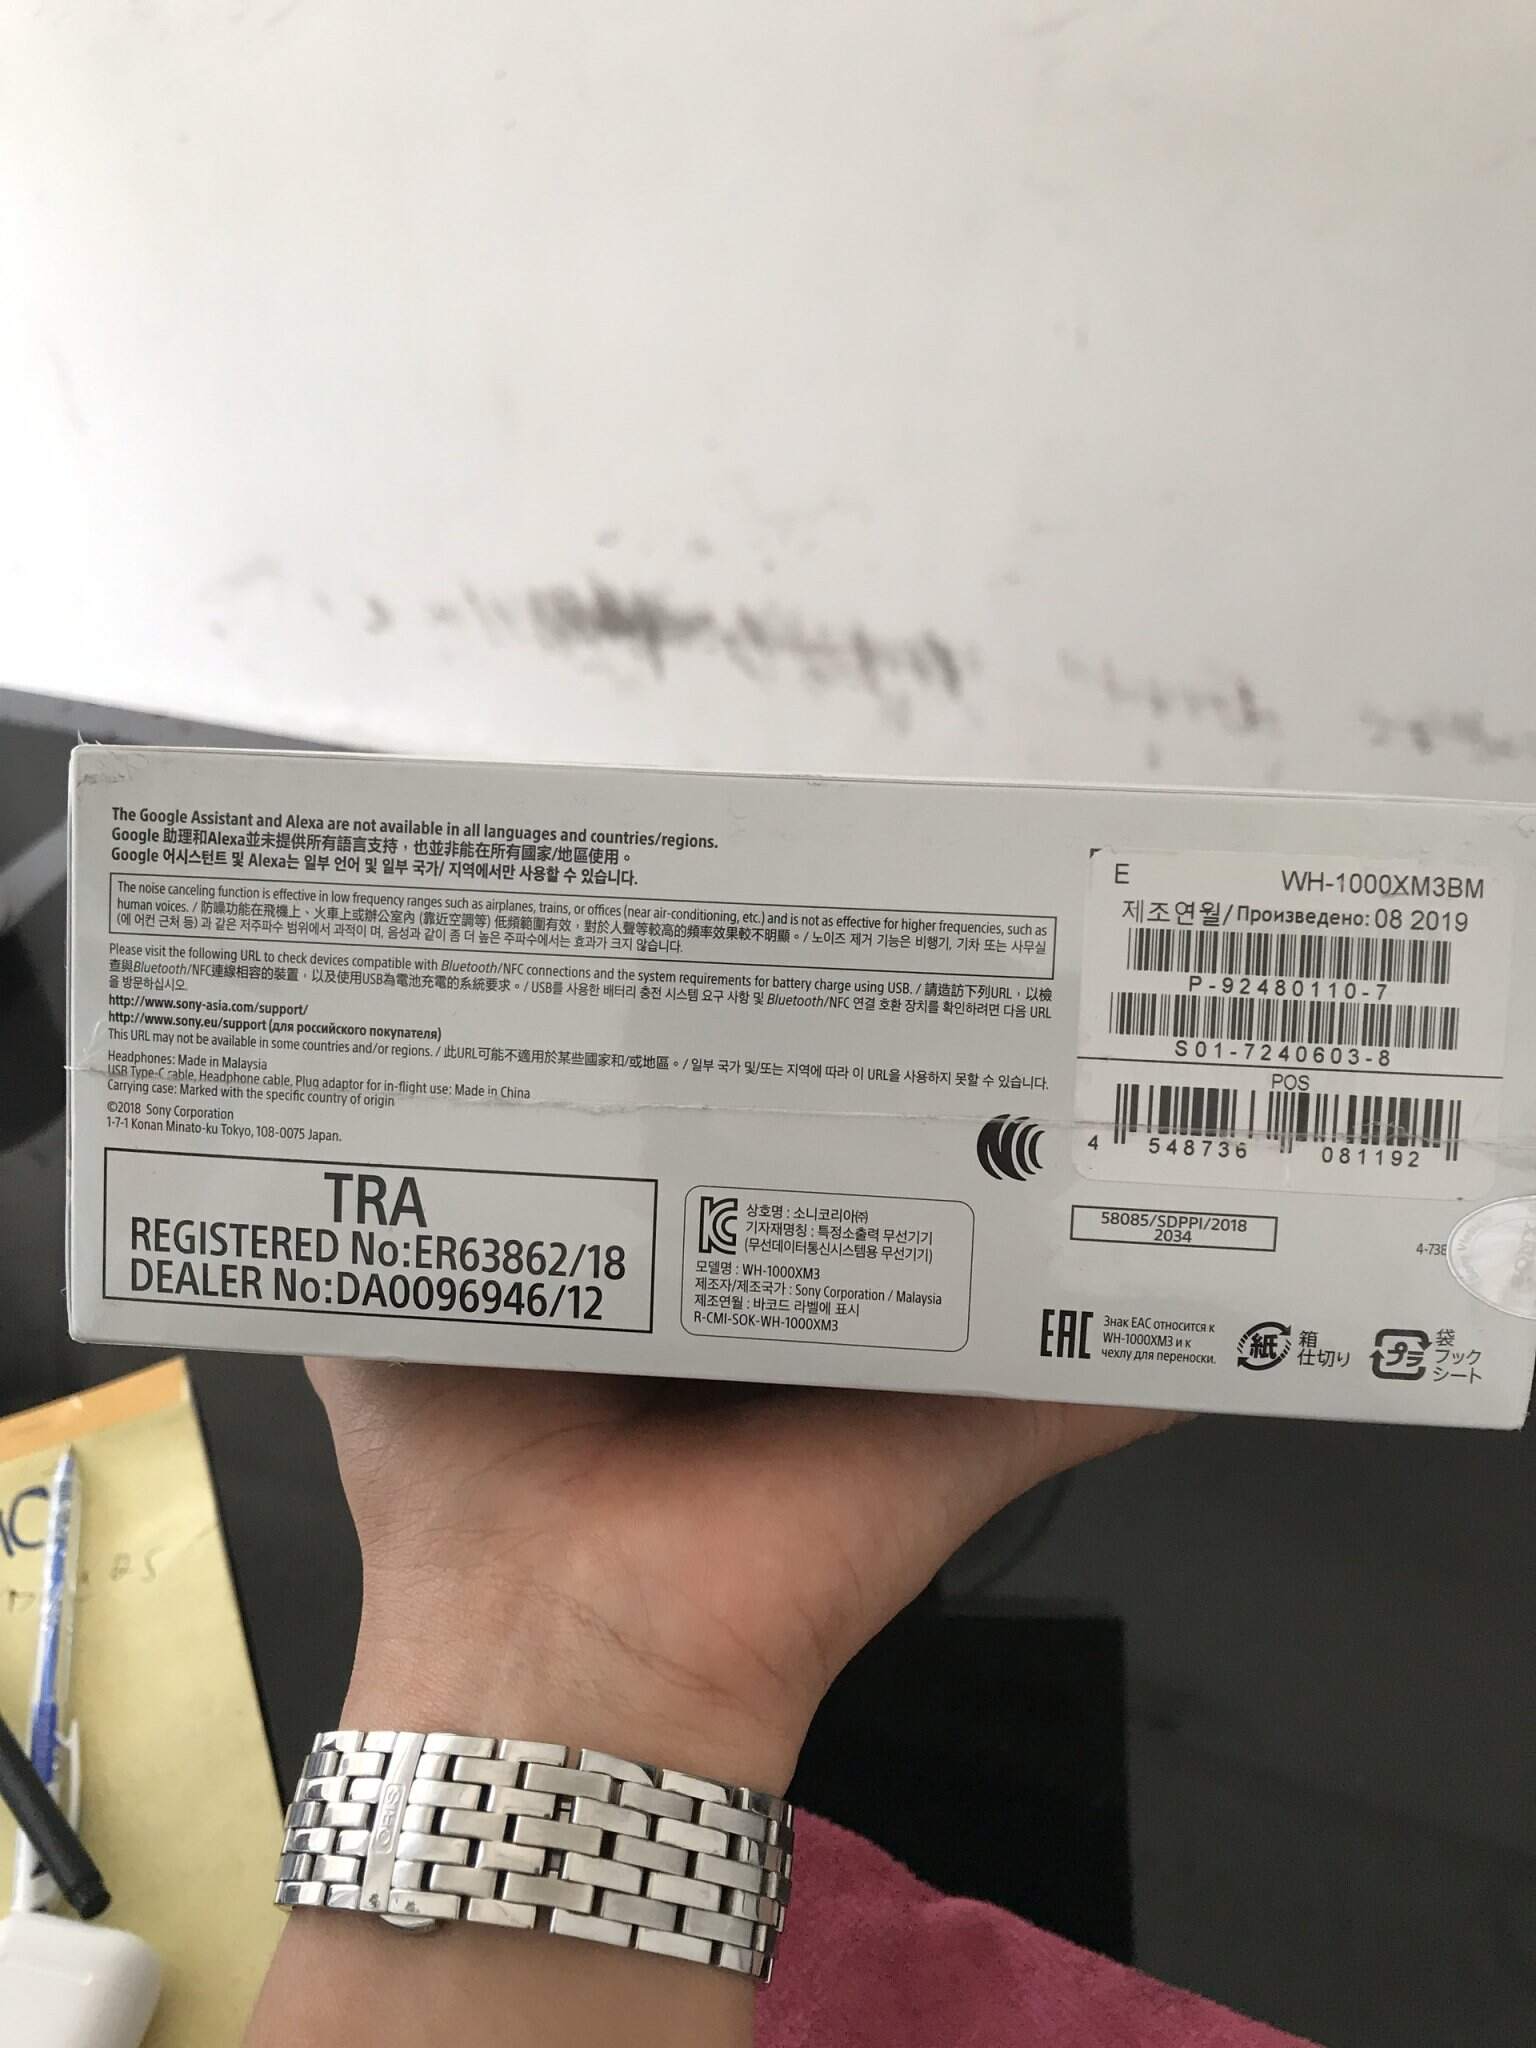 The Google Assistant and Alexa are not available in all languages and countries/regions.
Google 助理和Alexa並未提供所有語言支持，也並非能在所有國家/地區使用。
Google 어시스턴트 및 Alexa는 일부 언어 및 일부 국가/ 지역에서만 사용할 수 있습니다.
The noise canceling function is effective in low frequency ranges such as airplanes, trains, or offices (near air-conditioning, etc.) and is not as effective for higher frequencies, such as
human voices. / 防噪功能在飛機上、火車上或辦公室內 (靠近空調等) 低頻範圍有效，對於人聲等較高的頻率效果較不明顯。/ 노이즈 제거 기능은 비행기, 기차 또는 사무실
(에어컨 근처 등) 과 같은 저주파수 범위에서 효과적이 며, 음성과 같이 좀 더 높은 주파수에서는 효과가 크지 않습니다.
Please visit the following URL to check devices compatible with Bluetooth/NFC connections and the system requirements for battery charge using USB. / 請造訪下列URL，以檢
查與Bluetooth/NFC連線相容的裝置，以及使用USB為電池充電的系統要求。/ USB를 사용한 배터리 충전 시스템 요구 사항 및 Bluetooth/NFC 연결 호환 장치를 확인하려면 다음 URL
을 방문하십시오.
http://www.sony-asia.com/support/
http://www.sony.eu/support (для российского покупателя)
This URL may not be available in some countries and/or regions. / 此URL可能不適用於某些國家和/或地區。/ 일부 국가 및/또는 지역에 따라 이 URL을 사용하지 못할 수 있습니다.
Headphones: Made in Malaysia
USB Type-C cable, Headphone cable, Plug adaptor for in-flight use: Made in China
Carrying case: Marked with the specific country of origin
©2018 Sony Corporation
1-7-1 Konan Minato-ku Tokyo, 108-0075 Japan.
TRA
REGISTERED No:ER63862/18
DEALER No:DA0096946/12
상호명 : 소니코리아㈜
기자재명칭 : 특정소출력 무선기기
(무선데이터통신시스템용 무선기기)
모델명 : WH-1000XM3
제조자/제조국가 : Sony Corporation / Malaysia
제조연월 : 바코드 라벨에 표시
R-CMI-SOK-WH-1000XM3
E WH-1000XM3BM
제조연월/Произведено: 08 2019
P-92480110-7
S01-7240603-8
POS
4 548736 081192
58085/SDPPI/2018
2034
4-738
EAC
Знак ЕАС относится к
WH-1000XM3 и к
чехлу для переноски.
紙
箱
仕切り
プラ
袋
フック
シート
ORIS